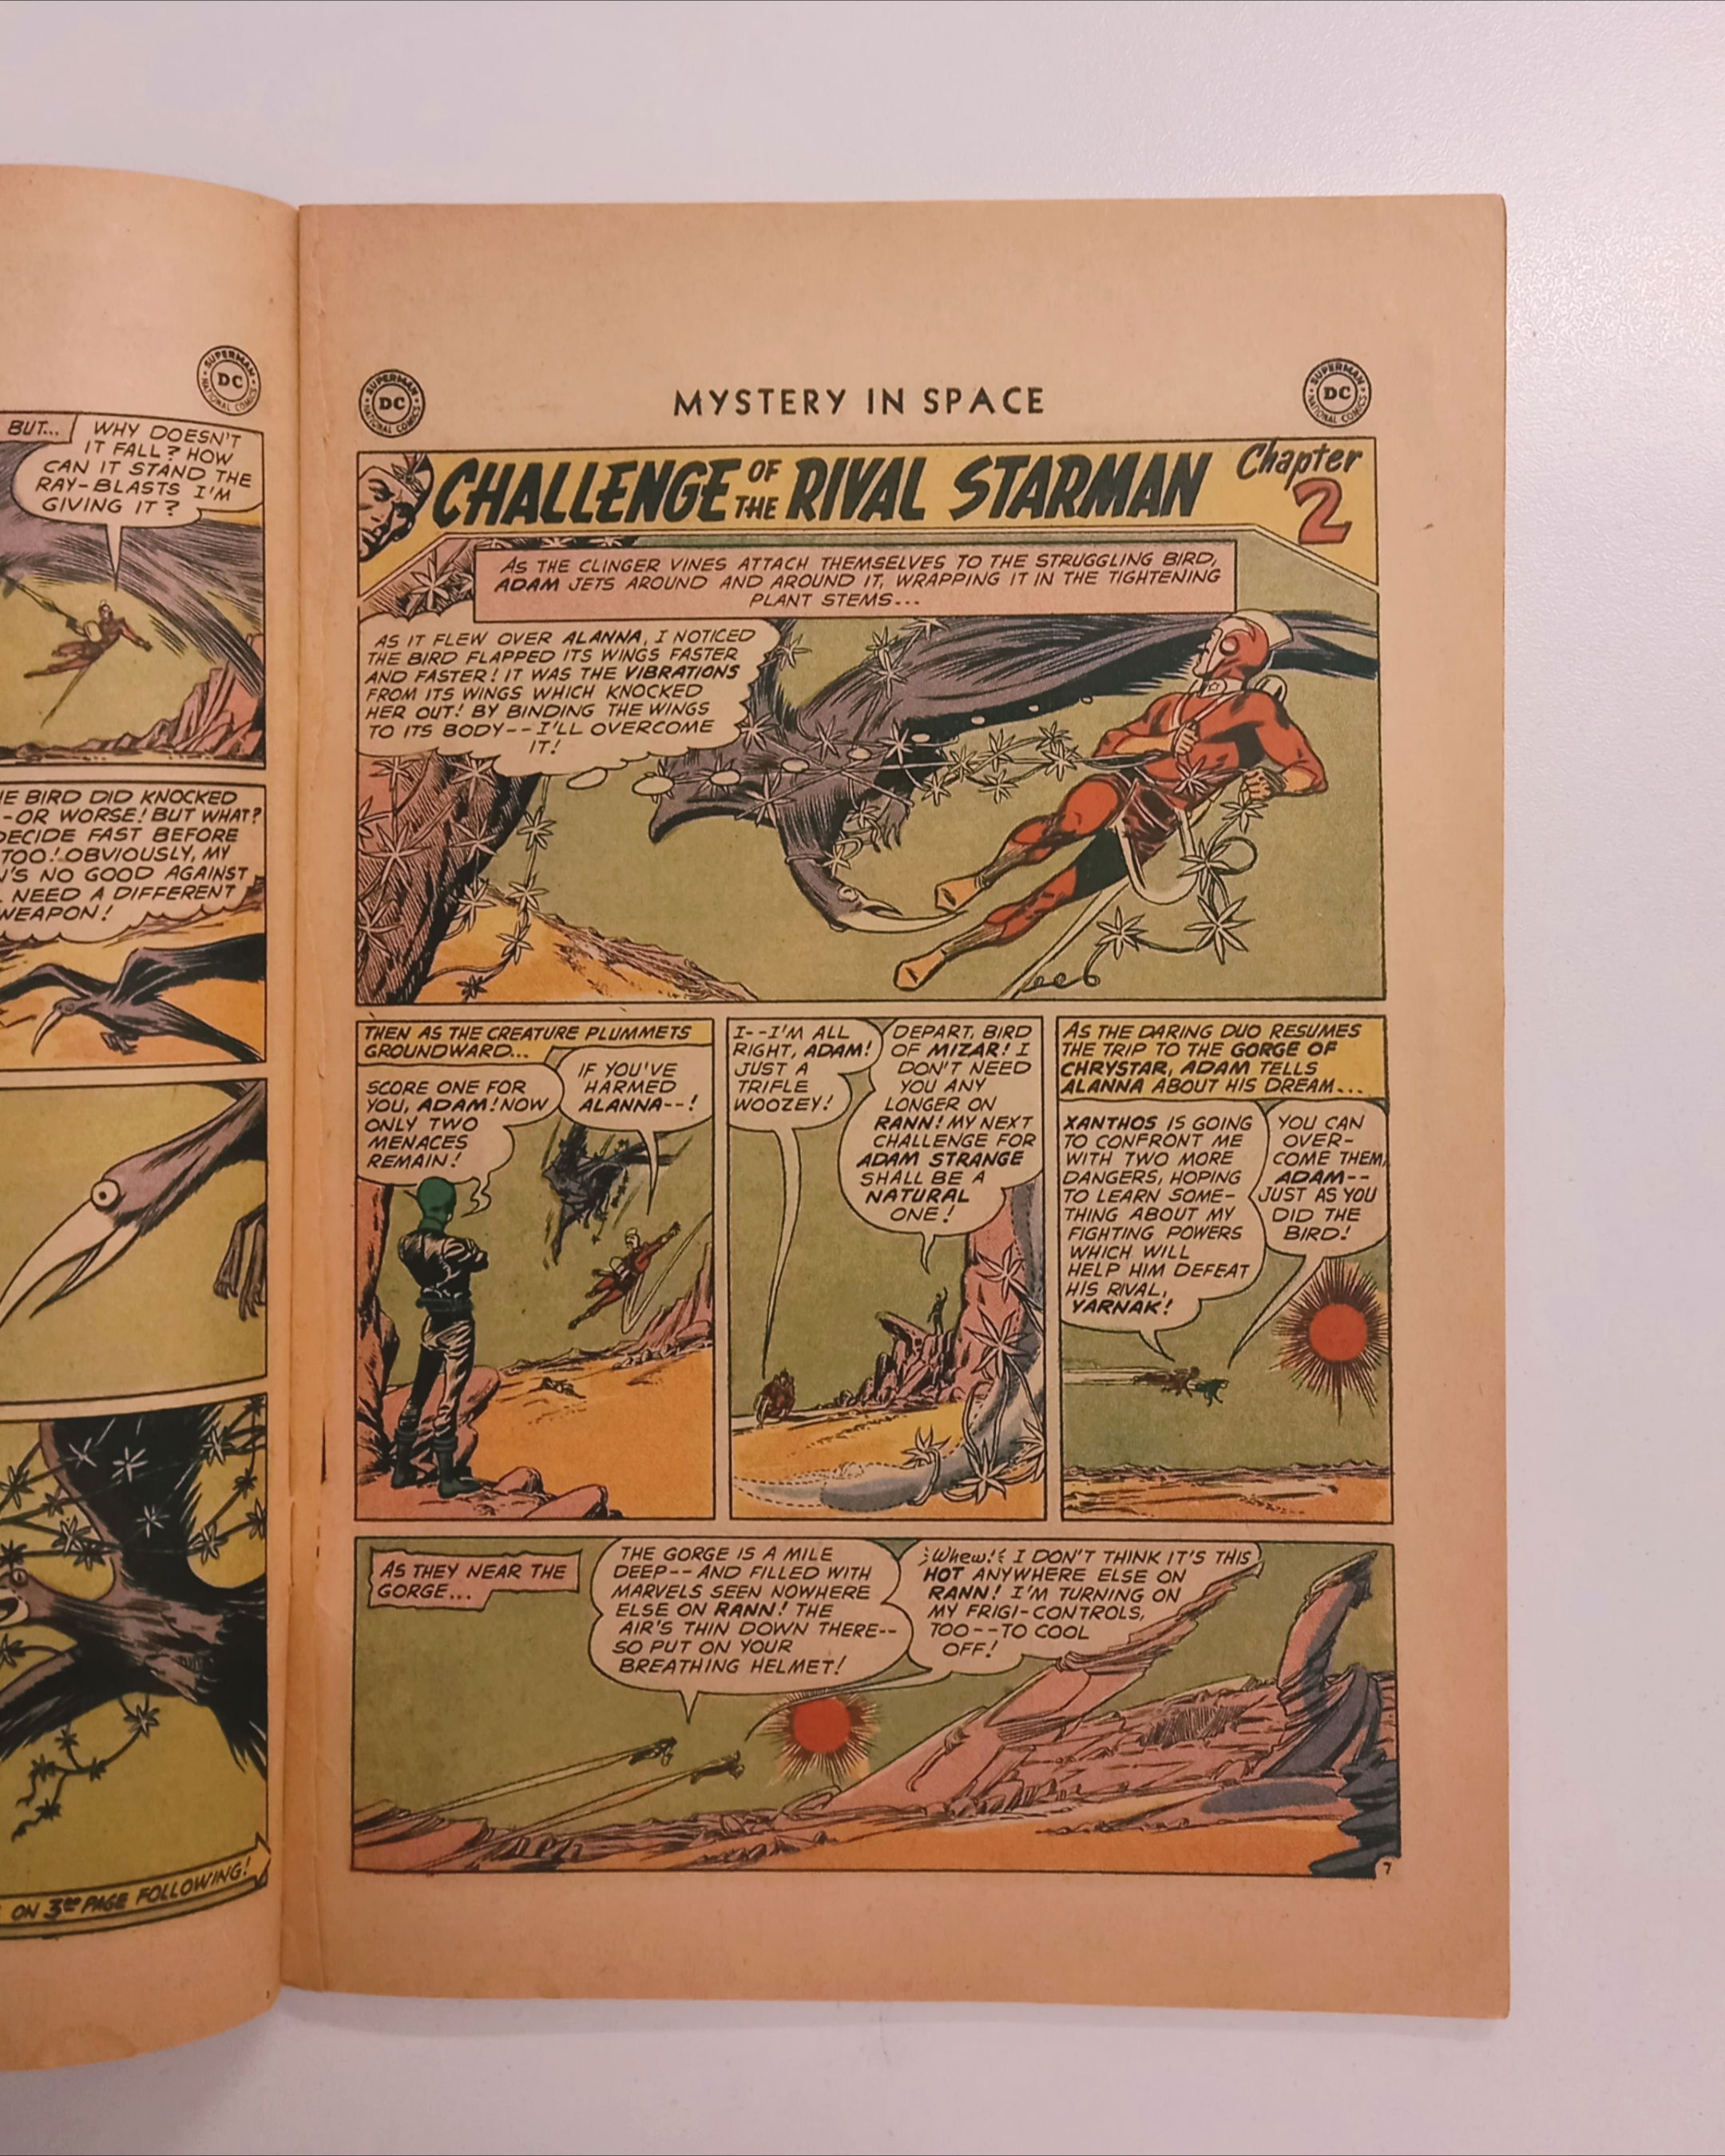 SUPERMAN
DC
NATIONAL COMICS
BUT...
WHY DOESN'T
IT FALL? HOW
CAN IT STAND THE
RAY-BLASTS I'M
GIVING IT?
BIRD DID KNOCKED
--OR WORSE! BUT WHAT?
DECIDE FAST BEFORE
TOO! OBVIOUSLY, MY
NO GOOD AGAINST
NEED A DIFFERENT
WEAPON!
ON 3RD PAGE FOLLOWING!
SUPERMAN
DC
NATIONAL COMICS
MYSTERY IN SPACE
SUPERMAN
DC
NATIONAL COMICS
CHALLENGE OF THE RIVAL STARMAN
Chapter
2
AS THE CLINGER VINES ATTACH THEMSELVES TO THE STRUGGLING BIRD,
ADAM JETS AROUND AND AROUND IT, WRAPPING IT IN THE TIGHTENING
PLANT STEMS...
AS IT FLEW OVER ALANNA, I NOTICED
THE BIRD FLAPPED ITS WINGS FASTER
AND FASTER! IT WAS THE VIBRATIONS
FROM ITS WINGS WHICH KNOCKED
HER OUT! BY BINDING THE WINGS
TO ITS BODY--I'LL OVERCOME
IT!
THEN AS THE CREATURE PLUMMETS
GROUNDWARD...
SCORE ONE FOR
YOU, ADAM! NOW
ONLY TWO
MENACES
REMAIN!
IF YOU'VE
HARMED
ALANNA--!
I--I'M ALL
RIGHT, ADAM!
JUST A
TRIFLE
WOOZEY!
DEPART, BIRD
OF MIZAR! I
DON'T NEED
YOU ANY
LONGER ON
RANN! MY NEXT
CHALLENGE FOR
ADAM STRANGE
SHALL BE A
NATURAL
ONE!
AS THE DARING DUO RESUMES
THE TRIP TO THE GORGE OF
CHRYSTAR, ADAM TELLS
ALANNA ABOUT HIS DREAM...
XANTHOS IS GOING
TO CONFRONT ME
WITH TWO MORE
DANGERS, HOPING
TO LEARN SOME-
THING ABOUT MY
FIGHTING POWERS
WHICH WILL
HELP HIM DEFEAT
HIS RIVAL,
YARNAK!
YOU CAN
OVER-
COME THEM,
ADAM--
JUST AS YOU
DID THE
BIRD!
AS THEY NEAR THE
GORGE...
THE GORGE IS A MILE
DEEP--AND FILLED WITH
MARVELS SEEN NOWHERE
ELSE ON RANN! THE
AIR'S THIN DOWN THERE--
SO PUT ON YOUR
BREATHING HELMET!
Whew! I DON'T THINK IT'S THIS
HOT ANYWHERE ELSE ON
RANN! I'M TURNING ON
MY FRIGI-CONTROLS,
TOO--TO COOL
OFF!
7